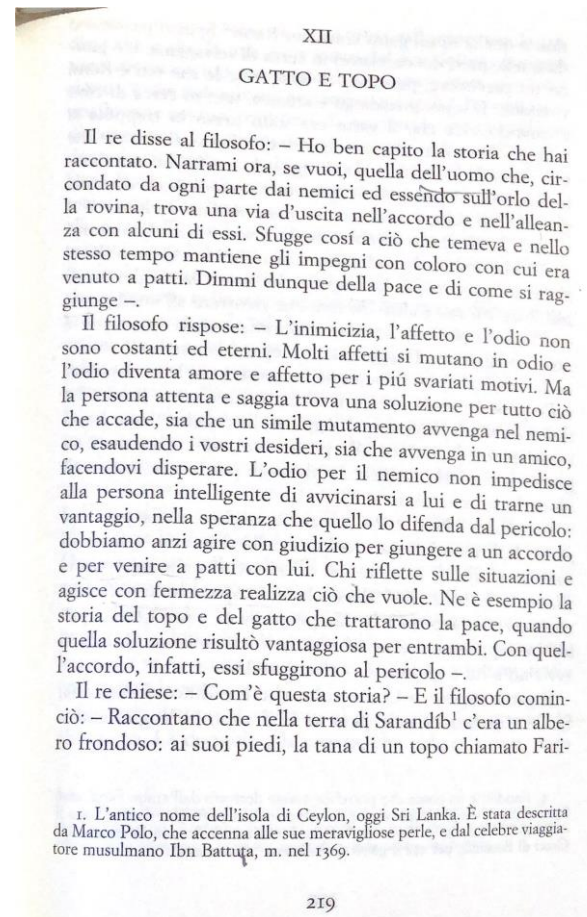 XII
GATTO E TOPO
Il re disse al filosofo: – Ho ben capito la storia che hai
raccontato. Narrami ora, se vuoi, quella dell'uomo che, cir-
condato da ogni parte dai nemici ed essendo sull'orlo del-
la rovina, trova una via d'uscita nell'accordo e nell'allean-
za con alcuni di essi. Sfugge cosí a ciò che temeva e nello
stesso tempo mantiene gli impegni con coloro con cui era
venuto a patti. Dimmi dunque della pace e di come si rag-
giunge –.
Il filosofo rispose: – L'inimicizia, l'affetto e l'odio non
sono costanti ed eterni. Molti affetti si mutano in odio e
l'odio diventa amore e affetto per i piú svariati motivi. Ma
la persona attenta e saggia trova una soluzione per tutto ciò
che accade, sia che un simile mutamento avvenga nel nemi-
co, esaudendo i vostri desideri, sia che avvenga in un amico,
facendovi disperare. L'odio per il nemico non impedisce
alla persona intelligente di avvicinarsi a lui e di trarne un
vantaggio, nella speranza che quello lo difenda dal pericolo:
dobbiamo anzi agire con giudizio per giungere a un accordo
e per venire a patti con lui. Chi riflette sulle situazioni e
agisce con fermezza realizza ciò che vuole. Ne è esempio la
storia del topo e del gatto che trattarono la pace, quando
quella soluzione risultò vantaggiosa per entrambi. Con quel-
l'accordo, infatti, essi sfuggirono al pericolo –.
Il re chiese: – Com'è questa storia? – E il filosofo comin-
ciò: – Raccontano che nella terra di Sarandíb¹ c'era un albe-
ro frondoso: ai suoi piedi, la tana di un topo chiamato Fari-
1. L'antico nome dell'isola di Ceylon, oggi Sri Lanka. È stata descritta
da Marco Polo, che accenna alle sue meravigliose perle, e dal celebre viaggia-
tore musulmano Ibn Battuta, m. nel 1369.
219